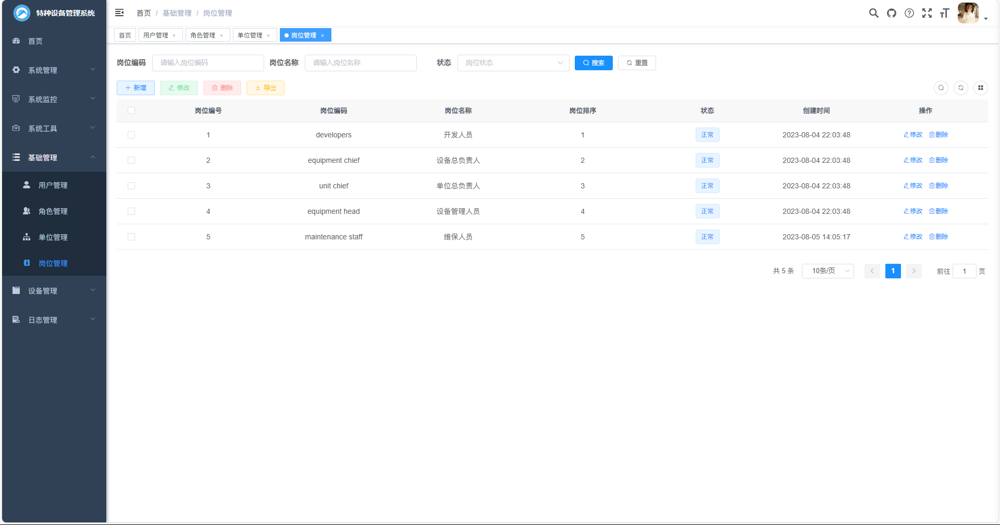 特种设备管理系统
首页 / 基础管理 / 岗位管理
首页 用户管理 × 角色管理 × 单位管理 × 岗位管理 ×
首页
系统管理
系统监控
系统工具
基础管理
用户管理
角色管理
单位管理
岗位管理
设备管理
日志管理
岗位编码 请输入岗位编码 岗位名称 请输入岗位名称 状态 岗位状态 搜索 重置
新增 修改 删除 导出
岗位编号 岗位编码 岗位名称 岗位排序 状态 创建时间 操作
1 developers 开发人员 1 正常 2023-08-04 22:03:48 修改 删除
2 equipment chief 设备总负责人 2 正常 2023-08-04 22:03:48 修改 删除
3 unit chief 单位总负责人 3 正常 2023-08-04 22:03:48 修改 删除
4 equipment head 设备管理人员 4 正常 2023-08-04 22:03:48 修改 删除
5 maintenance staff 维保人员 5 正常 2023-08-05 14:05:17 修改 删除
共 5 条 10条/页 1 前往 1 页